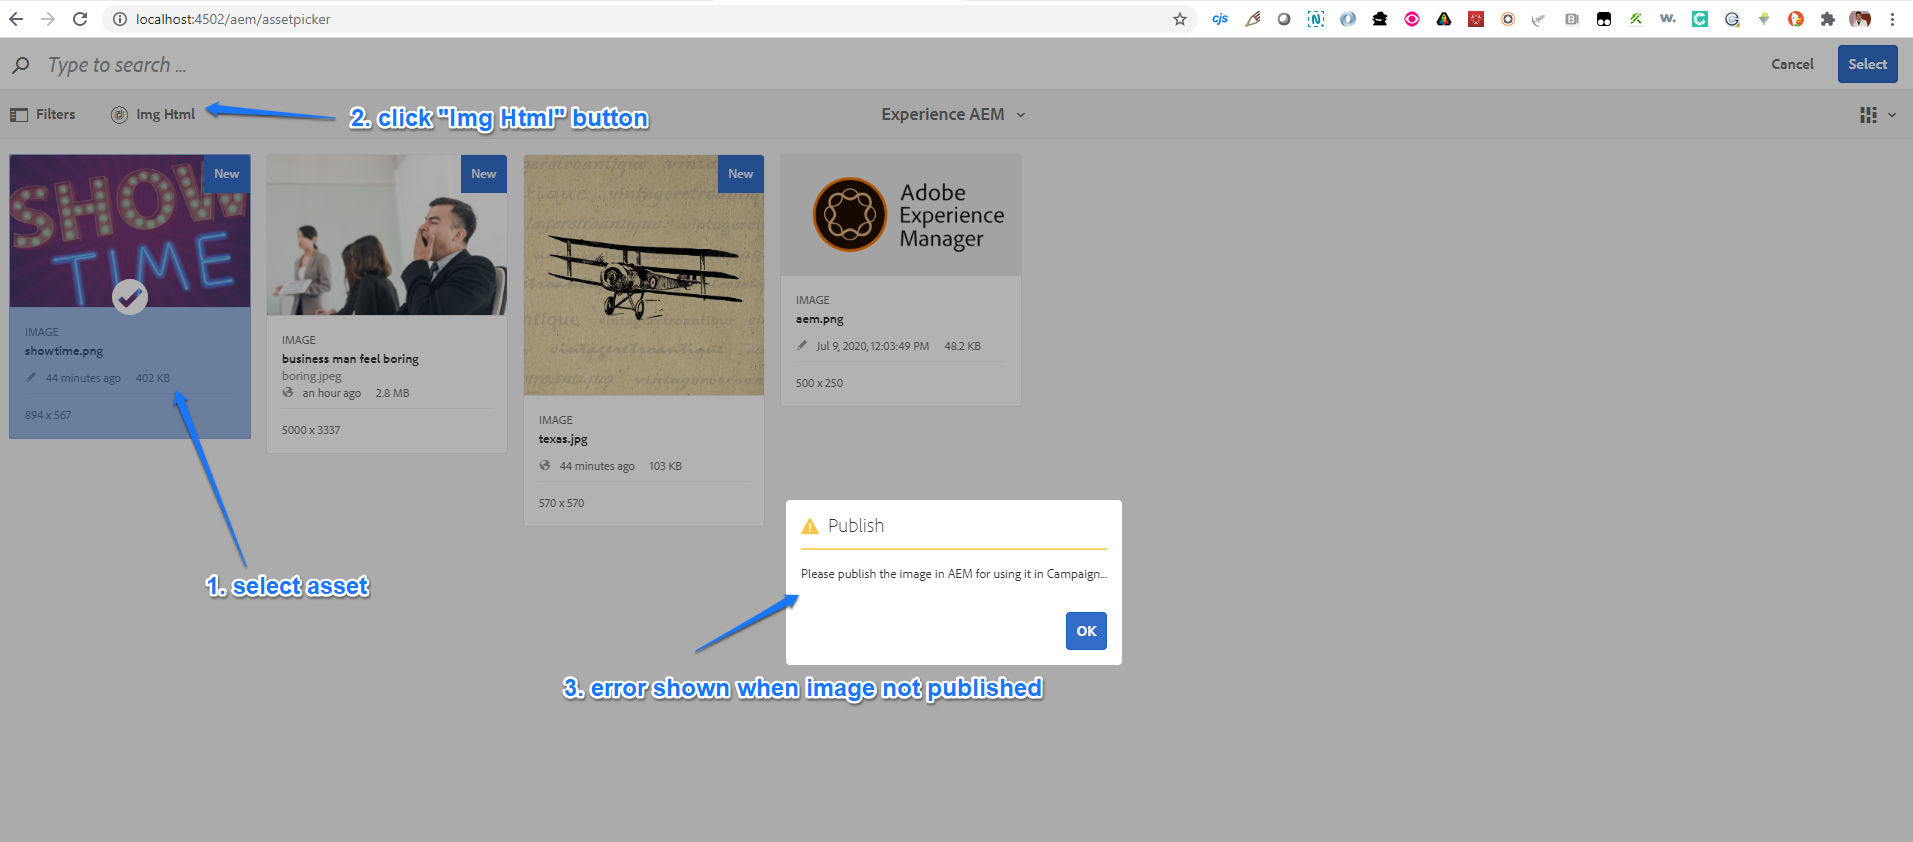 localhost:4502/aem/assetpicker
cjs
Type to search ...
Cancel
Select
Filters
Img Html
2. click "Img Html" button
Experience AEM
New
SHOW
TIME
IMAGE
showtime.png
44 minutes ago 402 KB
894 x 567
New
IMAGE
business man feel boring
boring.jpeg
an hour ago 2.8 MB
5000 x 3337
New
vintageretroantique
IMAGE
texas.jpg
44 minutes ago 103 KB
570 x 570
Adobe
Experience
Manager
IMAGE
aem.png
Jul 9, 2020, 12:03:49 PM 48.2 KB
500 x 250
1. select asset
Publish
Please publish the image in AEM for using it in Campaign...
OK
3. error shown when image not published